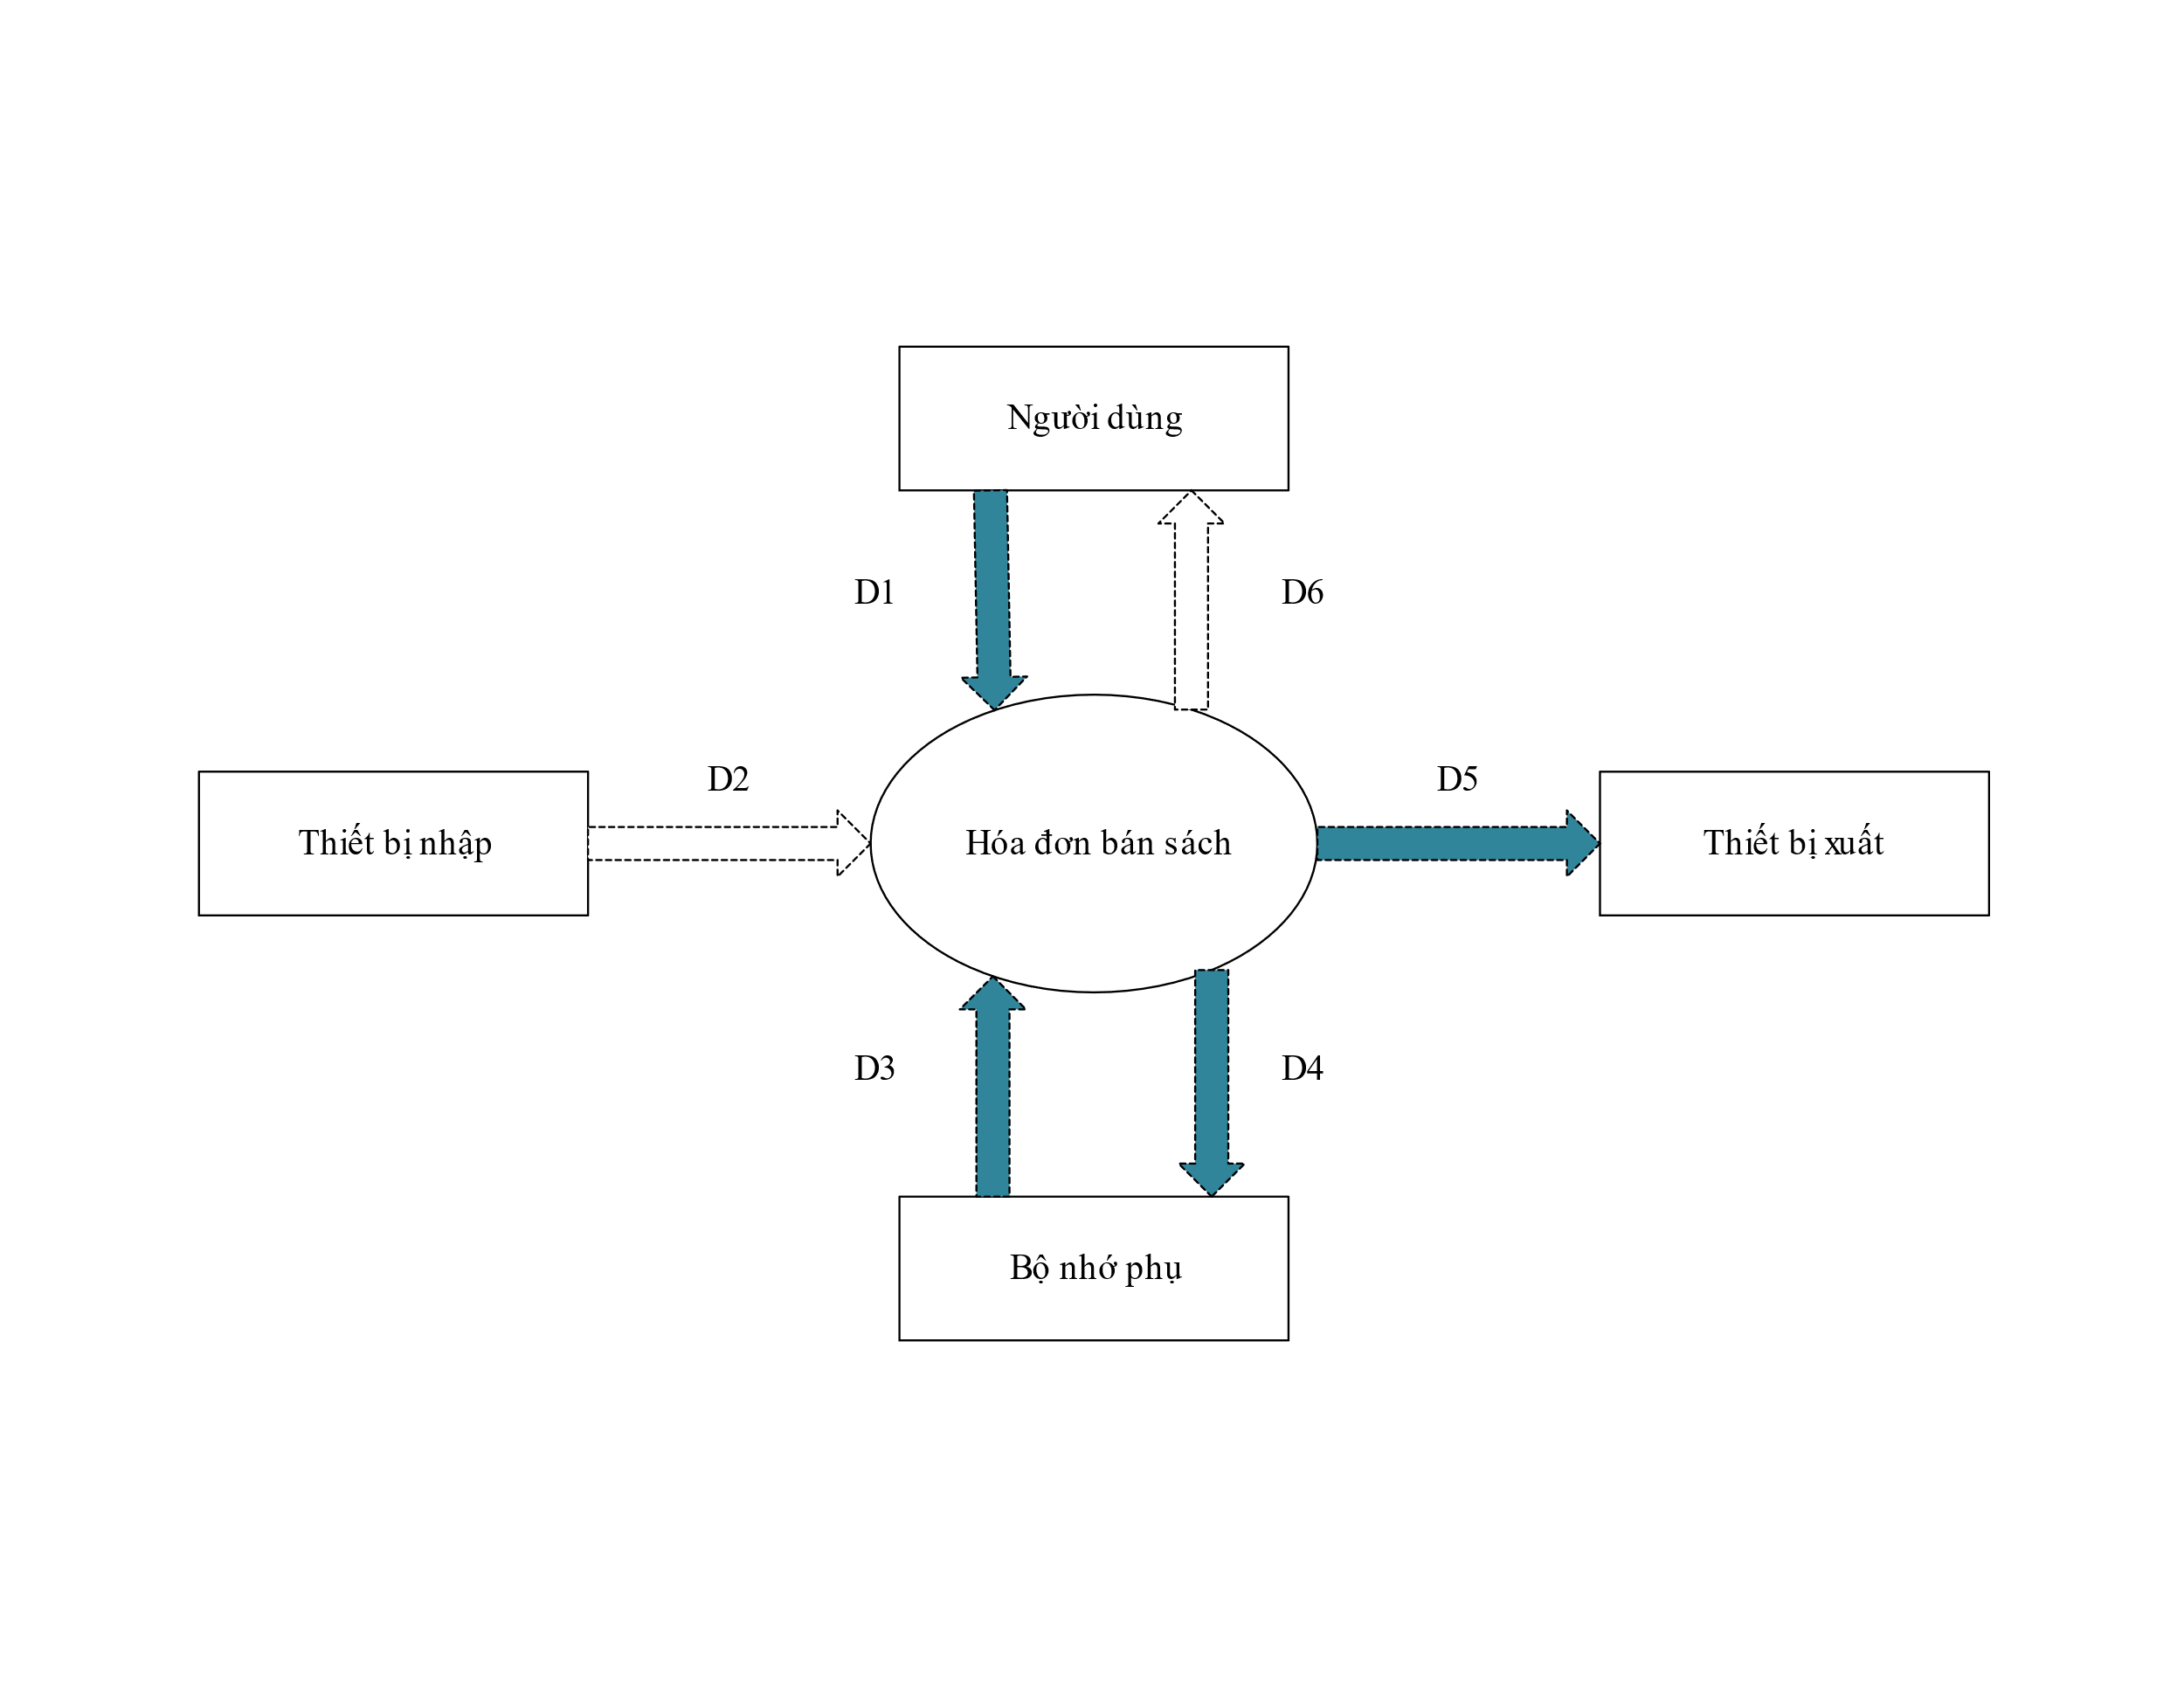 Người dùng
D1
D6
D2
D5
Thiết bị nhập
Hóa đơn bán sách
Thiết bị xuất
D3
D4
Bộ nhớ phụ